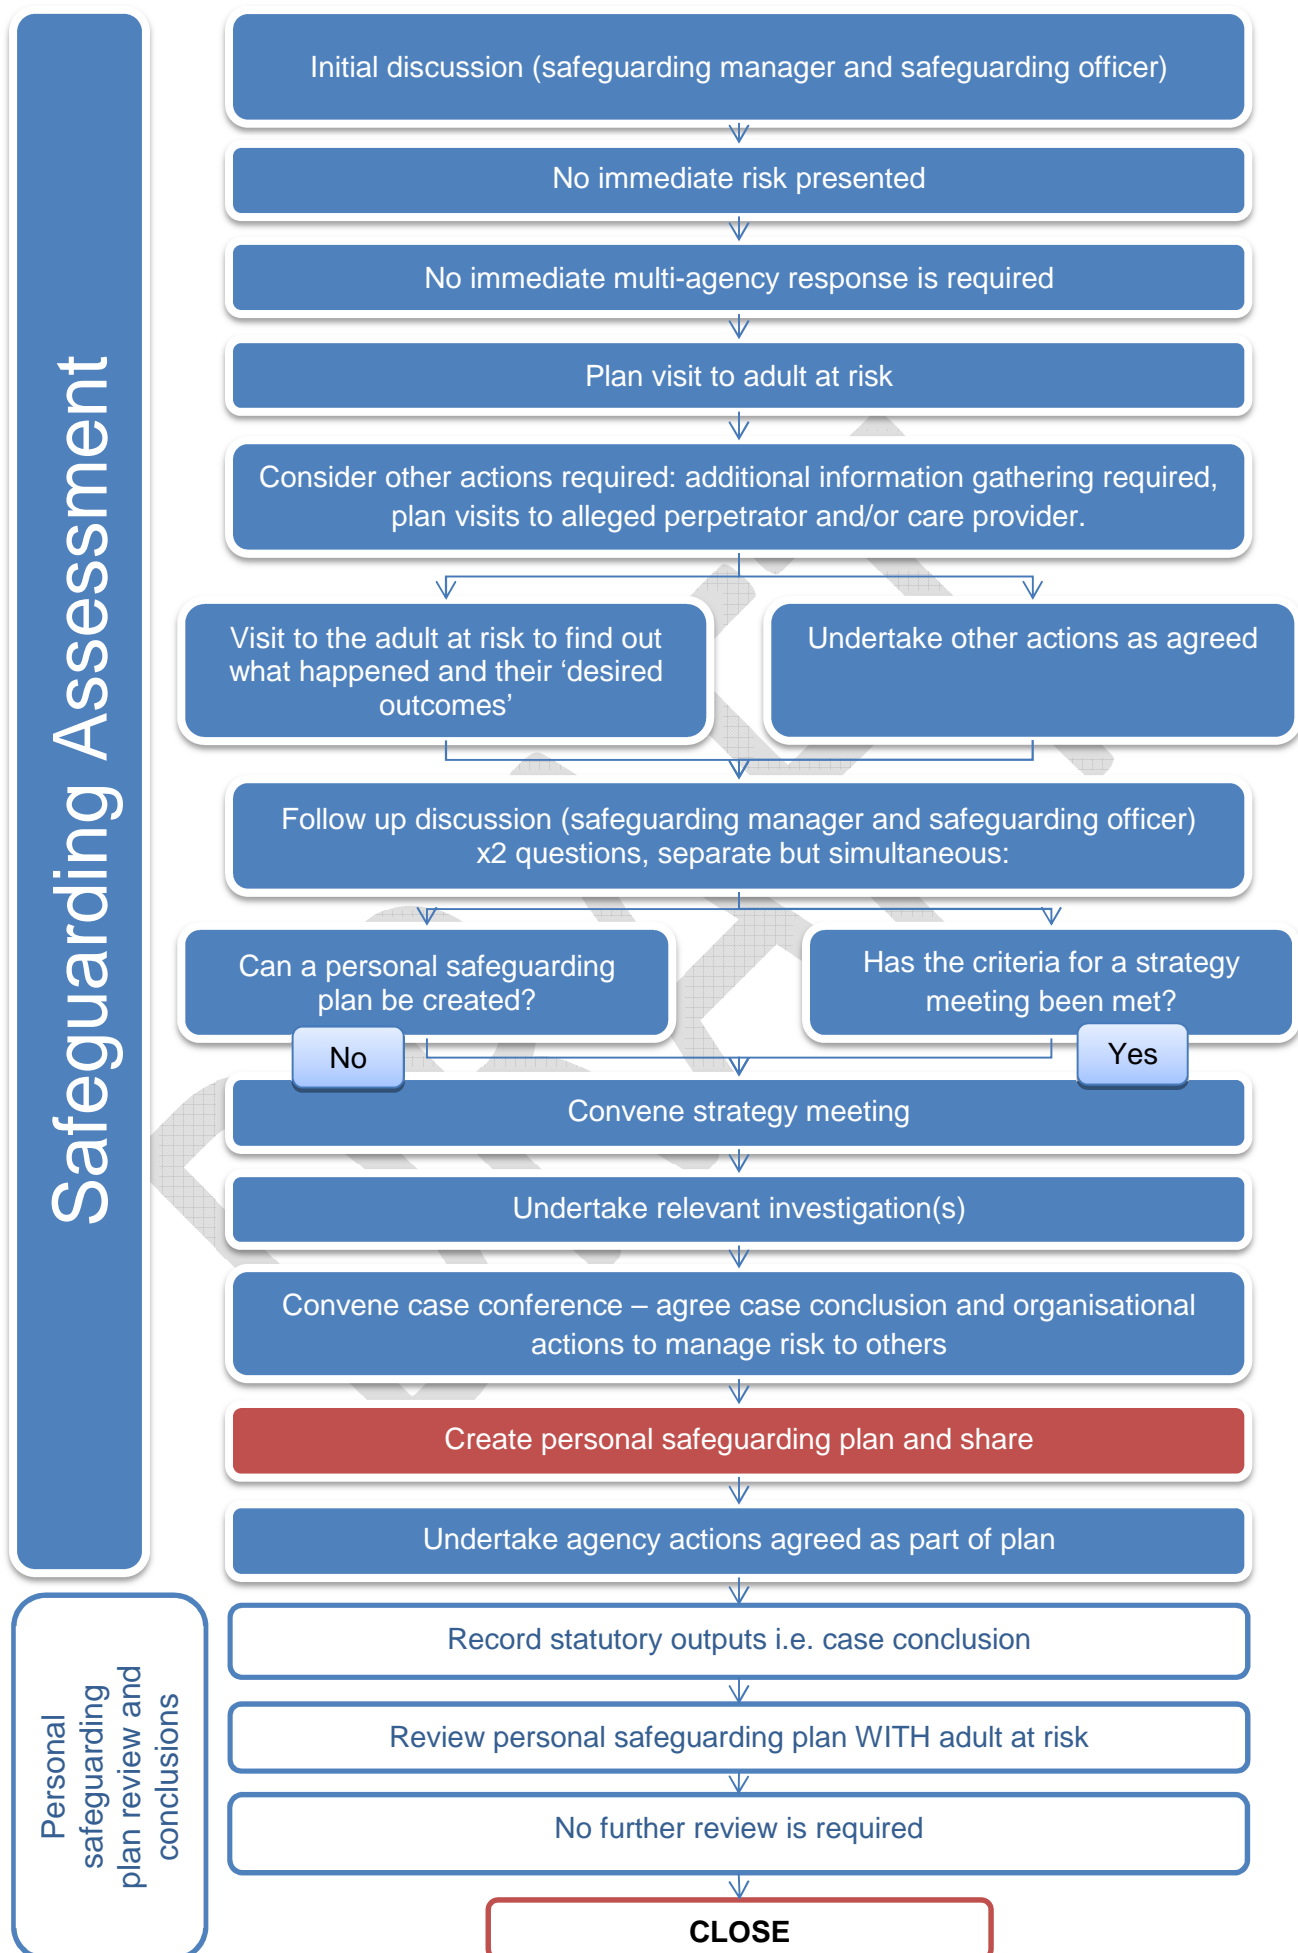 Safeguarding Assessment
Initial discussion (safeguarding manager and safeguarding officer)
No immediate risk presented
No immediate multi-agency response is required
Plan visit to adult at risk
Consider other actions required: additional information gathering required,
plan visits to alleged perpetrator and/or care provider.
Visit to the adult at risk to find out
what happened and their ‘desired
outcomes’
Undertake other actions as agreed
Follow up discussion (safeguarding manager and safeguarding officer)
x2 questions, separate but simultaneous:
Can a personal safeguarding
plan be created?
Has the criteria for a strategy
meeting been met?
No
Yes
Convene strategy meeting
Undertake relevant investigation(s)
Convene case conference – agree case conclusion and organisational
actions to manage risk to others
Create personal safeguarding plan and share
Undertake agency actions agreed as part of plan
Personal
safeguarding
plan review and
conclusions
Record statutory outputs i.e. case conclusion
Review personal safeguarding plan WITH adult at risk
No further review is required
CLOSE